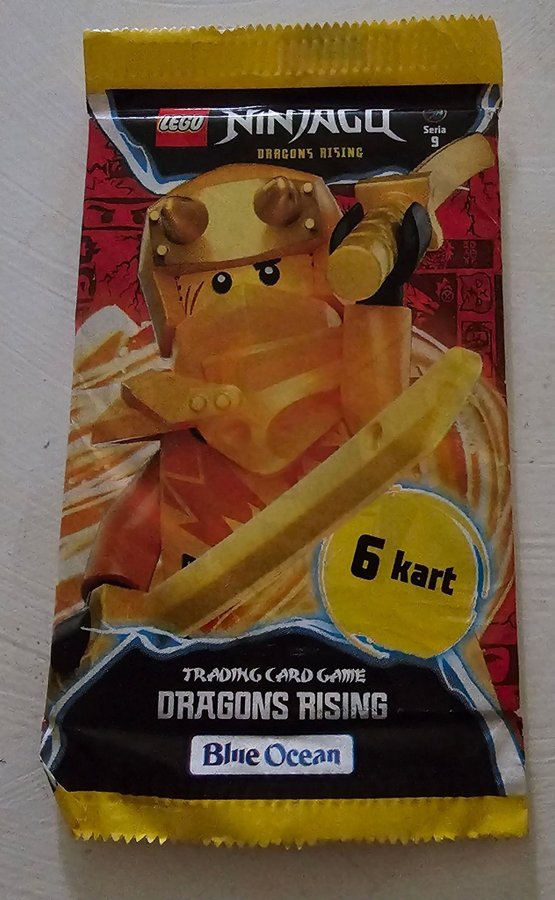 LEGO NINJAGO
DRAGONS RISING
Seria
9
6 kart
TRADING CARD GAME
DRAGONS RISING
Blue Ocean